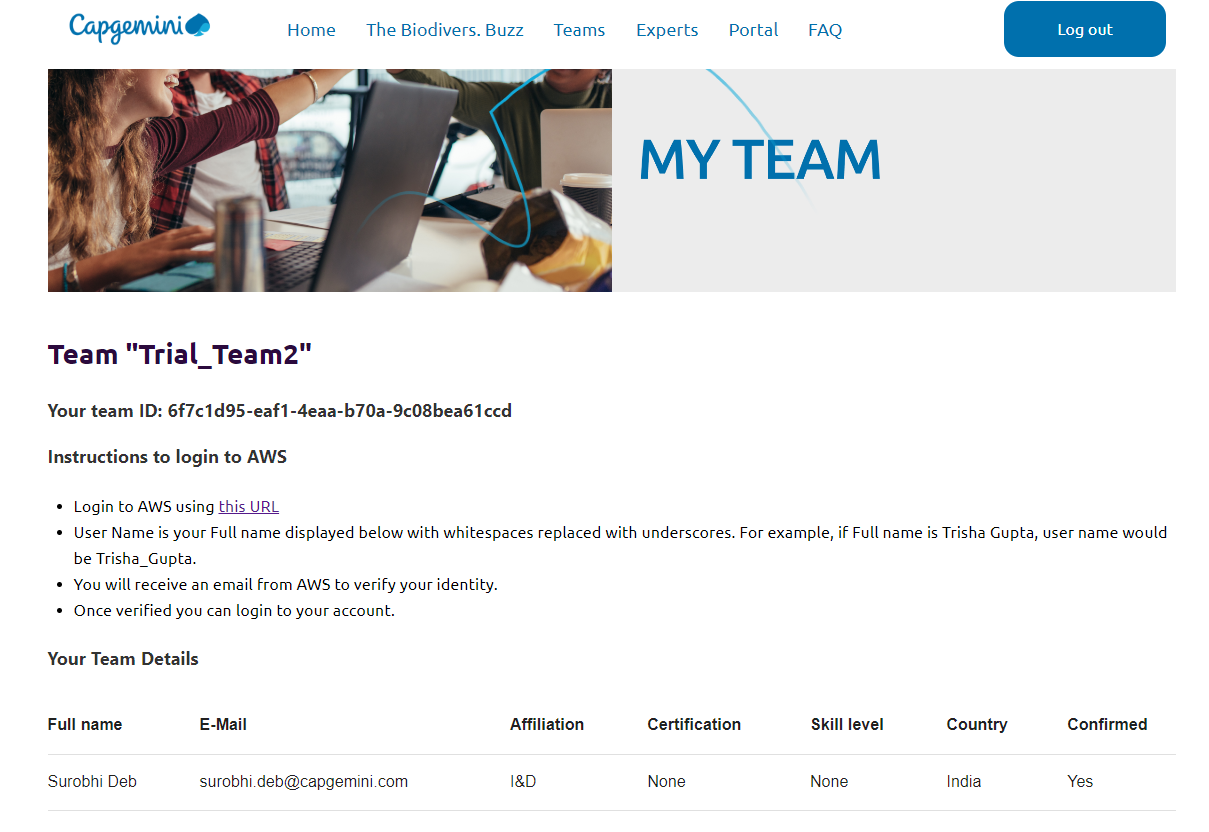 Capgemini
Home The Biodivers. Buzz Teams Experts Portal FAQ Log out
MY TEAM
Team "Trial_Team2"
Your team ID: 6f7c1d95-eaf1-4eaa-b70a-9c08bea61ccd
Instructions to login to AWS
• Login to AWS using this URL
• User Name is your Full name displayed below with whitespaces replaced with underscores. For example, if Full name is Trisha Gupta, user name would
be Trisha_Gupta.
• You will receive an email from AWS to verify your identity.
• Once verified you can login to your account.
Your Team Details
Full name E-Mail Affiliation Certification Skill level Country Confirmed
Surobhi Deb surobhi.deb@capgemini.com I&D None None India Yes